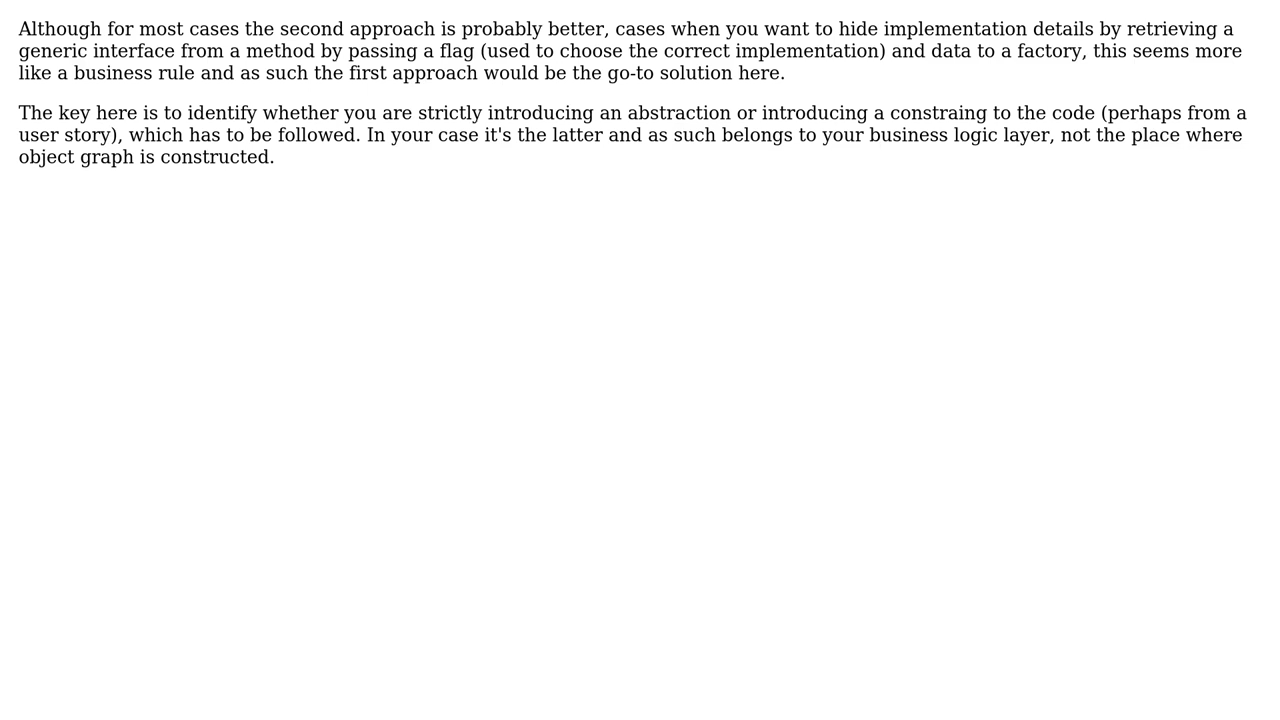 Although for most cases the second approach is probably better, cases when you want to hide implementation details by retrieving a
generic interface from a method by passing a flag (used to choose the correct implementation) and data to a factory, this seems more
like a business rule and as such the first approach would be the go-to solution here.
The key here is to identify whether you are strictly introducing an abstraction or introducing a constraing to the code (perhaps from a
user story), which has to be followed. In your case it's the latter and as such belongs to your business logic layer, not the place where
object graph is constructed.